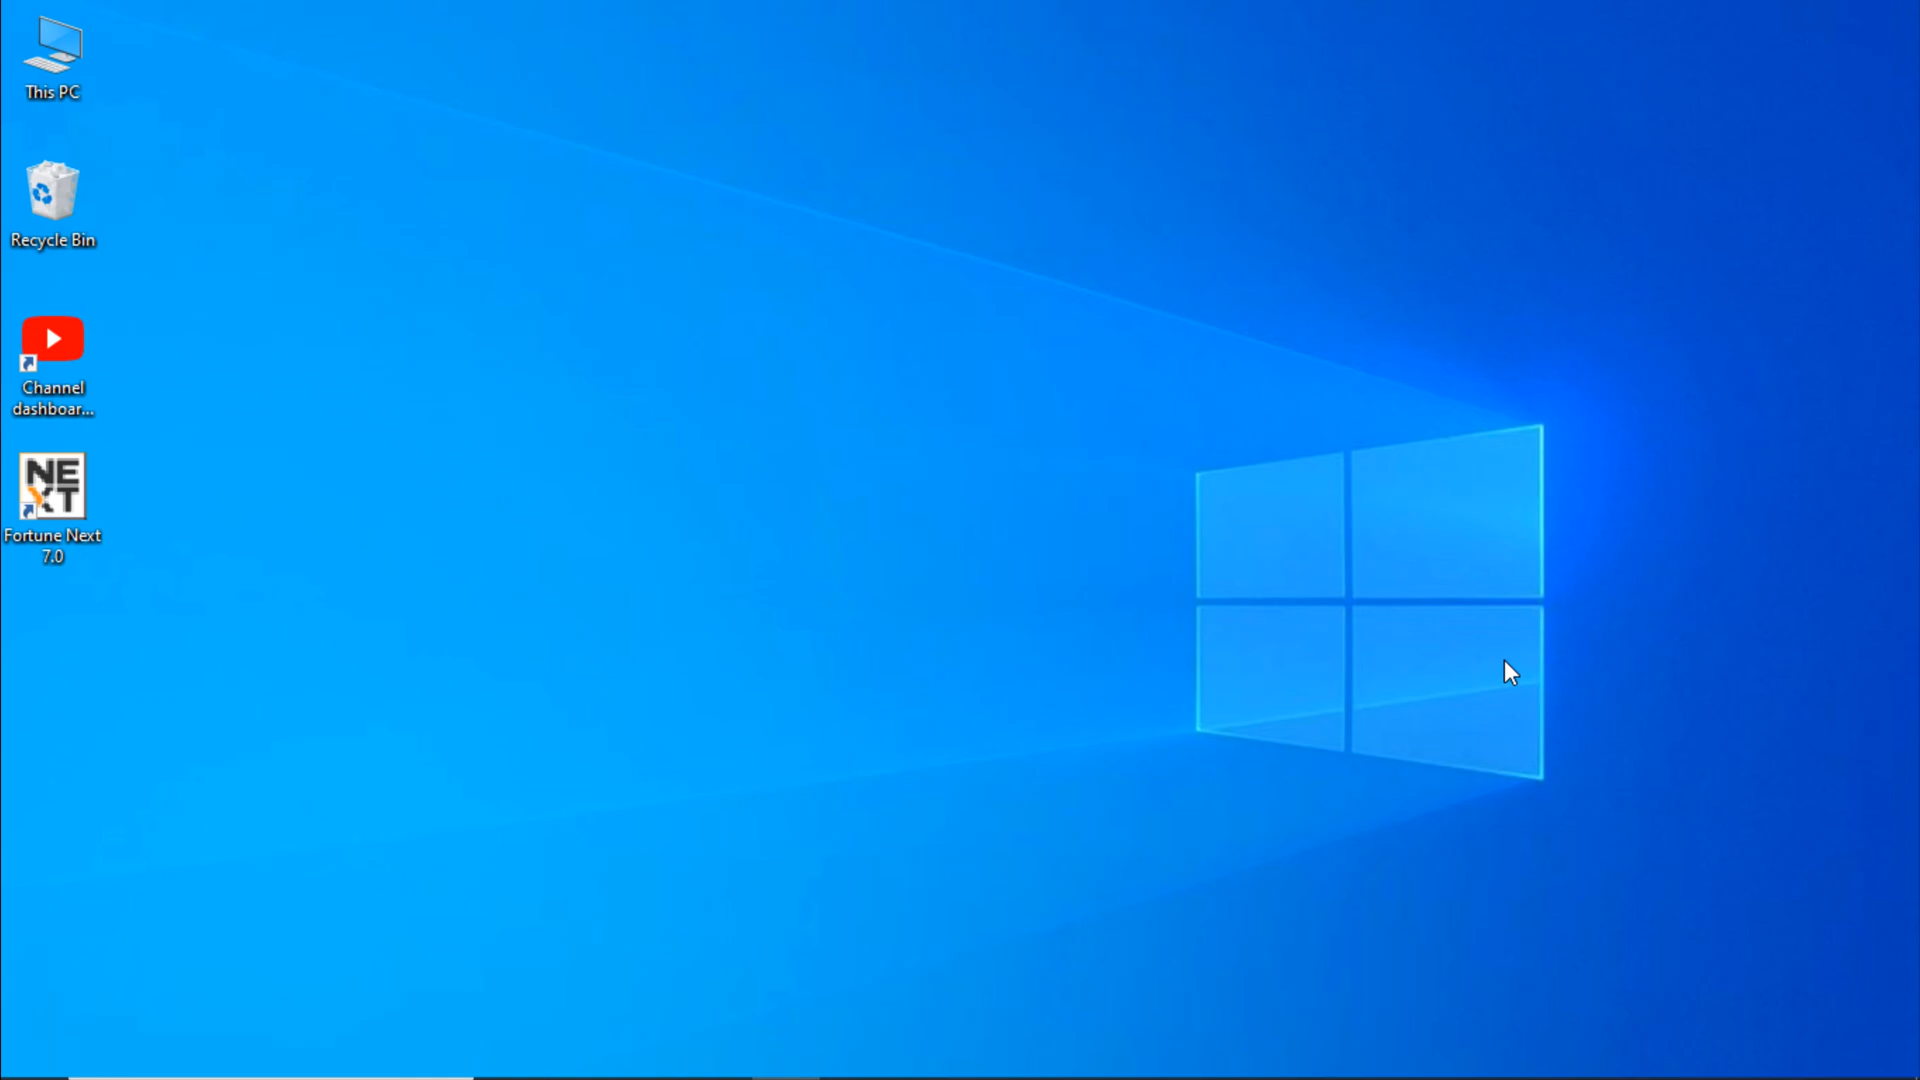 This PC
Recycle Bin
Channel
dashboar...
NE
XT
Fortune Next
7.0